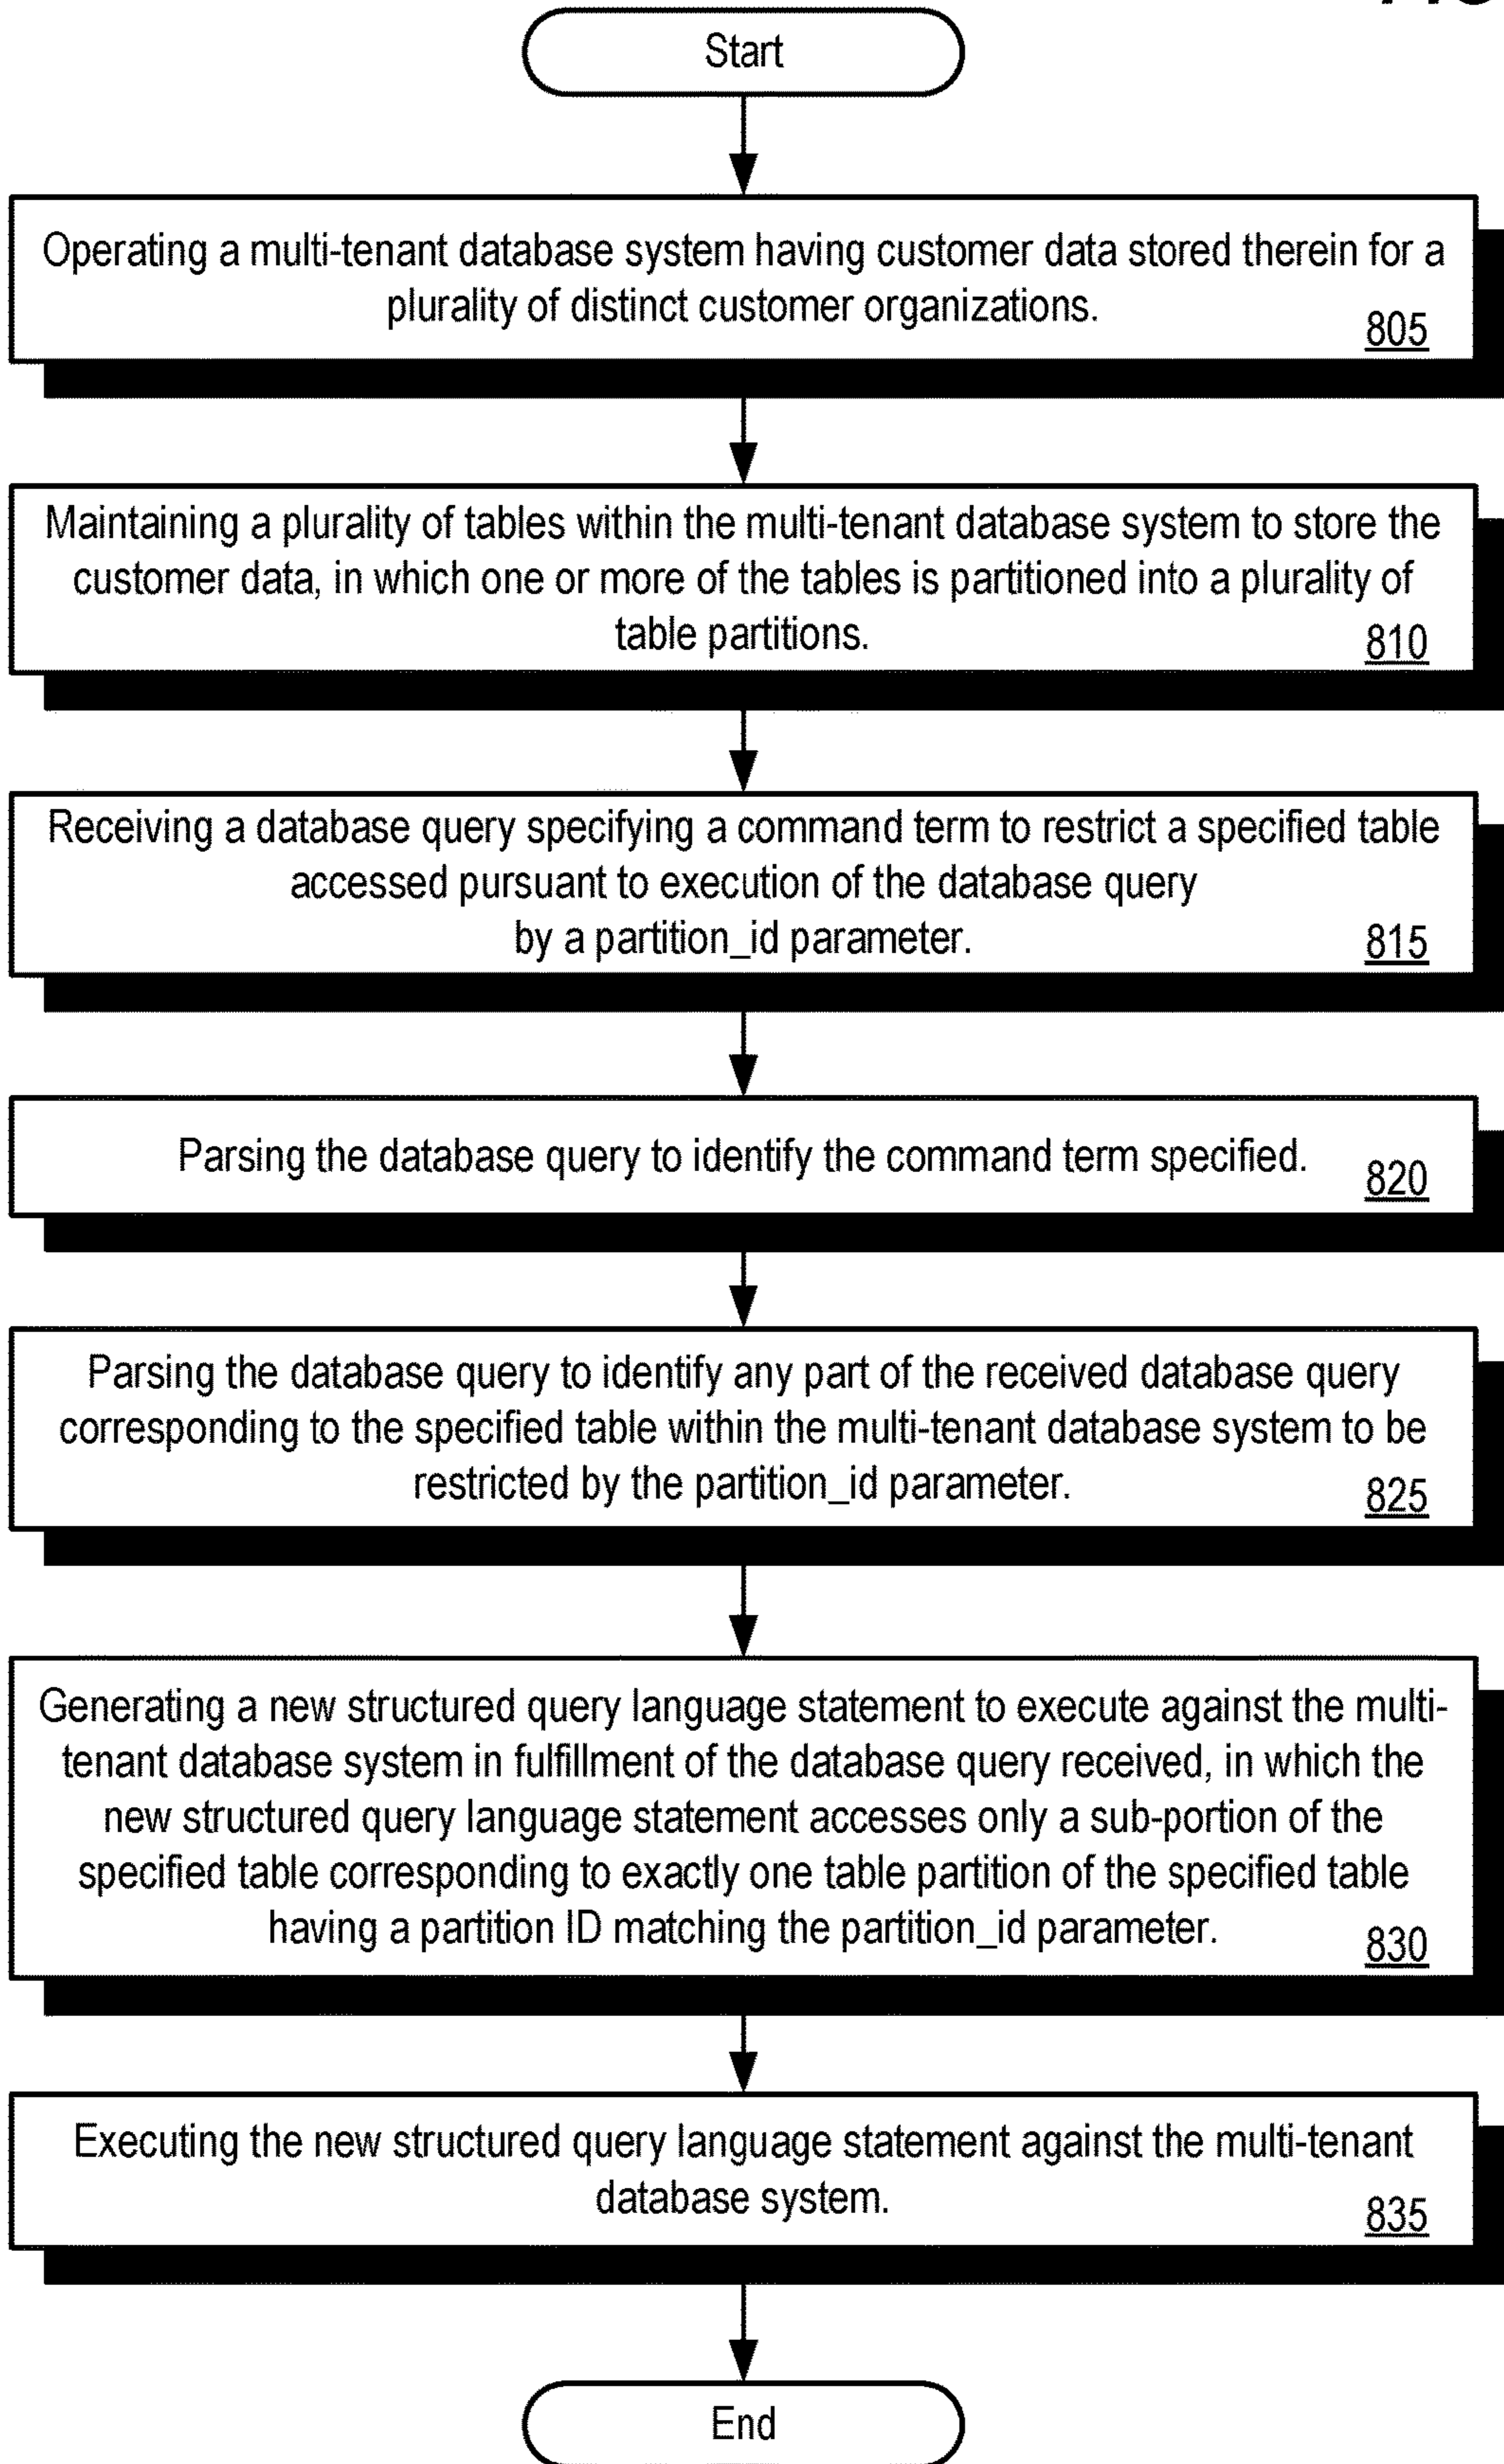 Start
Operating a multi-tenant database system having customer data stored therein for a
plurality of distinct customer organizations.
805
Maintaining a plurality of tables within the multi-tenant database system to store the
customer data, in which one or more of the tables is partitioned into a plurality of
table partitions.
810
Receiving a database query specifying a command term to restrict a specified table
accessed pursuant to execution of the database query
by a partition_id parameter.
815
Parsing the database query to identify the command term specified.
820
Parsing the database query to identify any part of the received database query
corresponding to the specified table within the multi-tenant database system to be
restricted by the partition_id parameter.
825
Generating a new structured query language statement to execute against the multi-
tenant database system in fulfillment of the database query received, in which the
new structured query language statement accesses only a sub-portion of the
specified table corresponding to exactly one table partition of the specified table
having a partition ID matching the partition_id parameter.
830
Executing the new structured query language statement against the multi-tenant
database system.
835
End